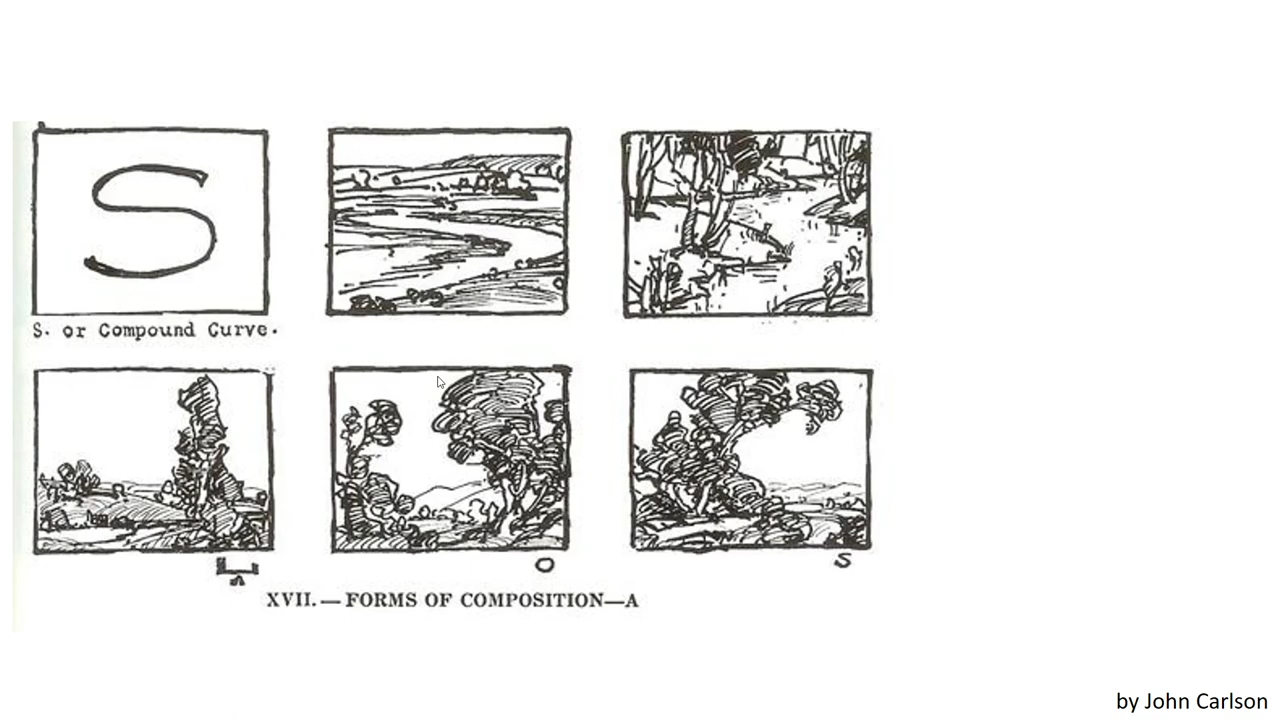 S
S. or Compound Curve.
O
S
XVII.—FORMS OF COMPOSITION—A
by John Carlson